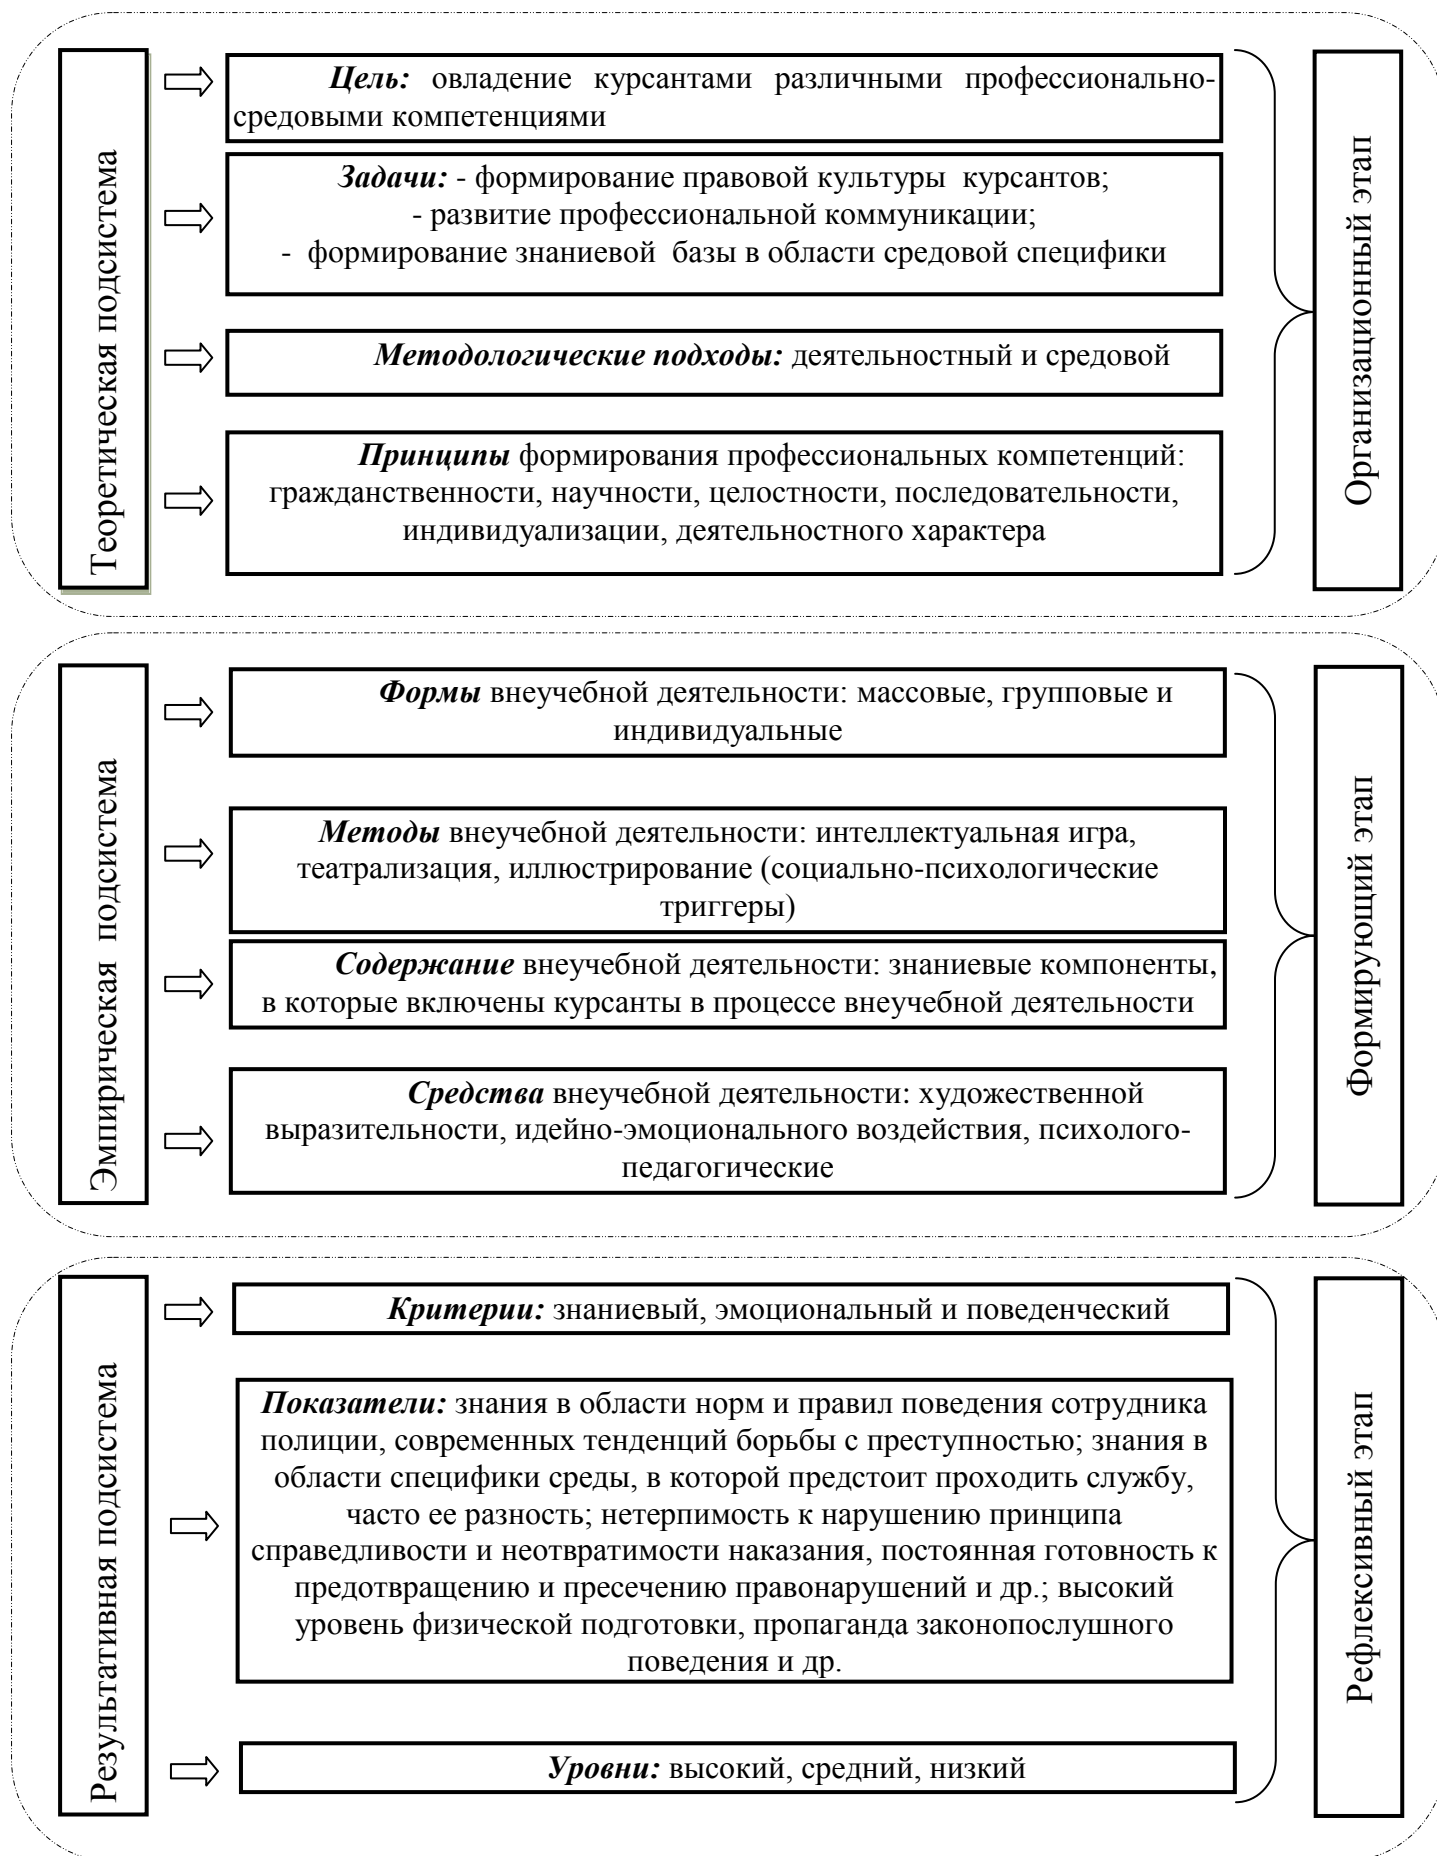 Теоретическая подсистема
Цель: овладение курсантами различными профессионально-
средовыми компетенциями
Задачи: - формирование правовой культуры курсантов;
- развитие профессиональной коммуникации;
- формирование знаниевой базы в области средовой специфики
Методологические подходы: деятельностный и средовой
Принципы формирования профессиональных компетенций:
гражданственности, научности, целостности, последовательности,
индивидуализации, деятельностного характера
Организационный этап
Эмпирическая подсистема
Формы внеучебной деятельности: массовые, групповые и
индивидуальные
Методы внеучебной деятельности: интеллектуальная игра,
театрализация, иллюстрирование (социально-психологические
триггеры)
Содержание внеучебной деятельности: знаниевые компоненты,
в которые включены курсанты в процессе внеучебной деятельности
Средства внеучебной деятельности: художественной
выразительности, идейно-эмоционального воздействия, психолого-
педагогические
Формирующий этап
Результативная подсистема
Критерии: знаниевый, эмоциональный и поведенческий
Показатели: знания в области норм и правил поведения сотрудника
полиции, современных тенденций борьбы с преступностью; знания в
области специфики среды, в которой предстоит проходить службу,
часто ее разность; нетерпимость к нарушению принципа
справедливости и неотвратимости наказания, постоянная готовность к
предотвращению и пресечению правонарушений и др.; высокий
уровень физической подготовки, пропаганда законопослушного
поведения и др.
Уровни: высокий, средний, низкий
Рефлексивный этап